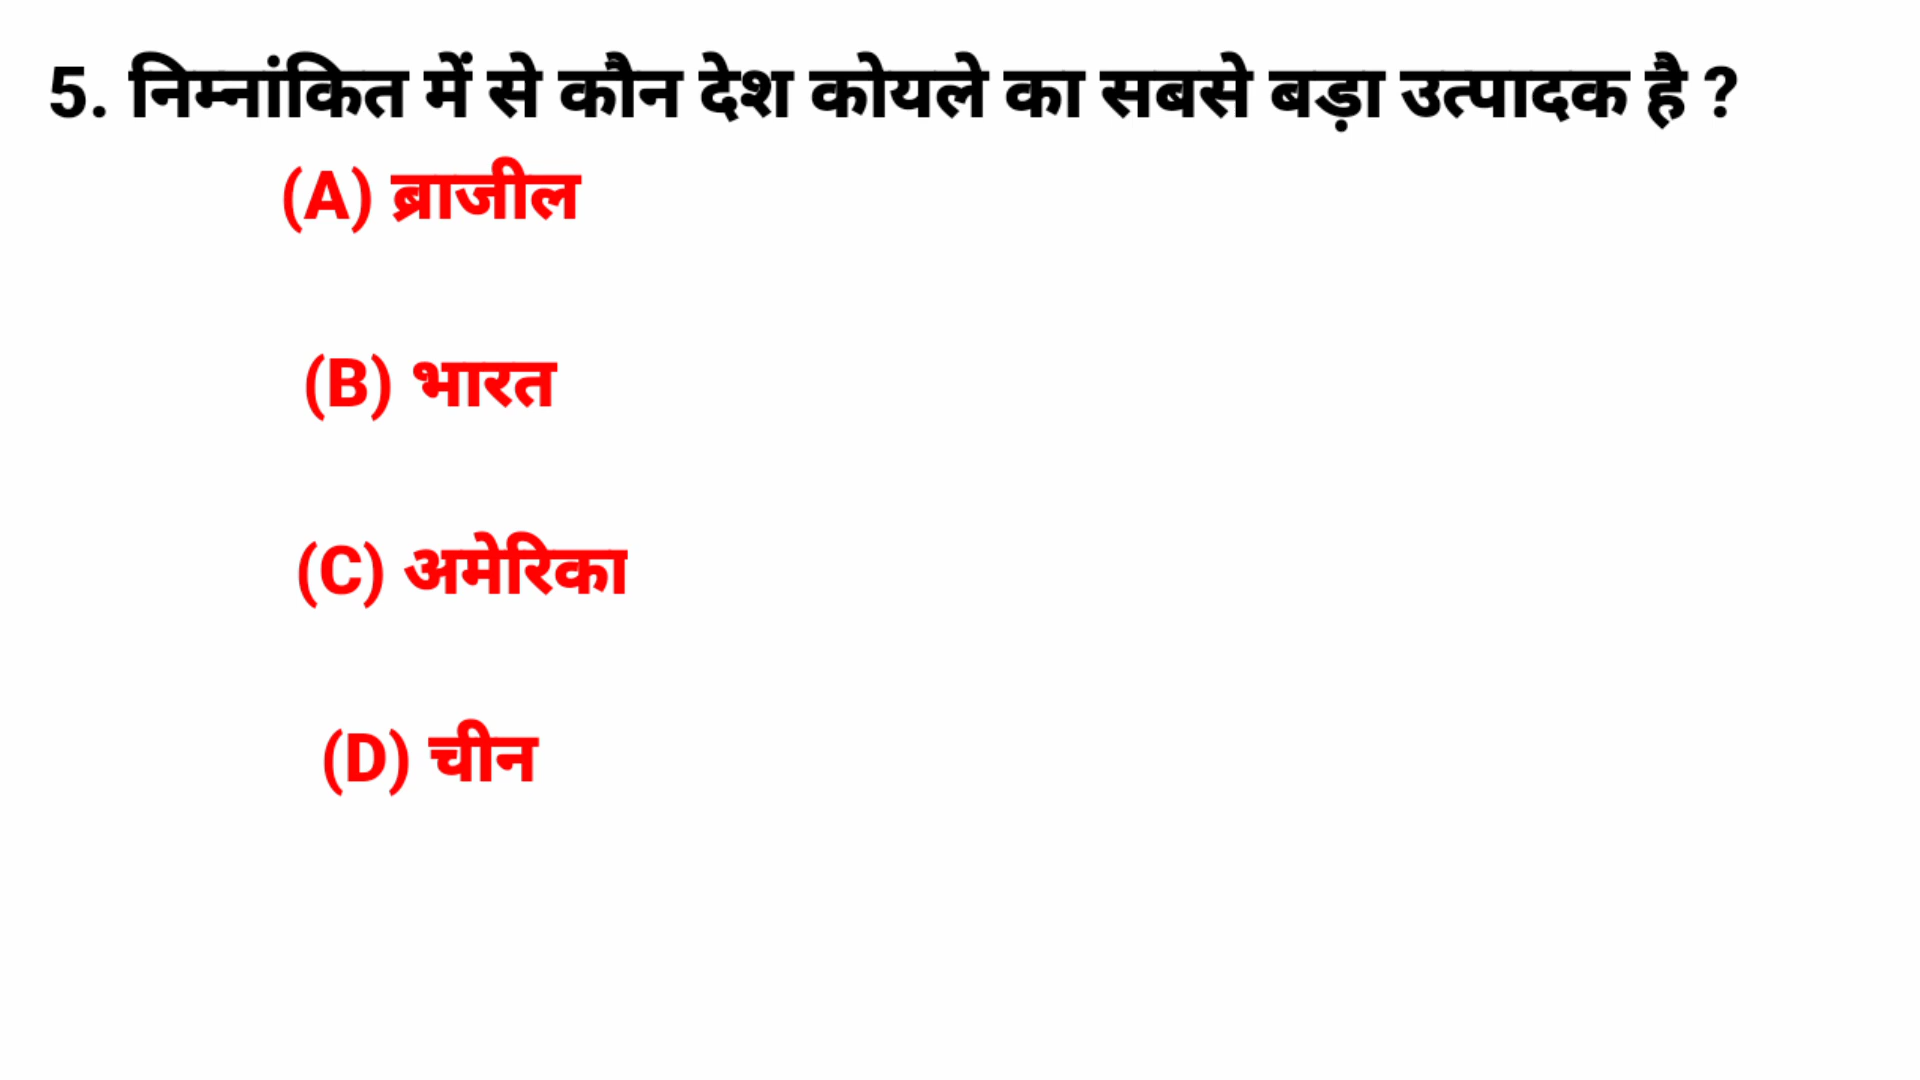 5. निम्नांकित में से कौन देश कोयले का सबसे बड़ा उत्पादक है ?
(A) ब्राजील
(B) भारत
(C) अमेरिका
(D) चीन